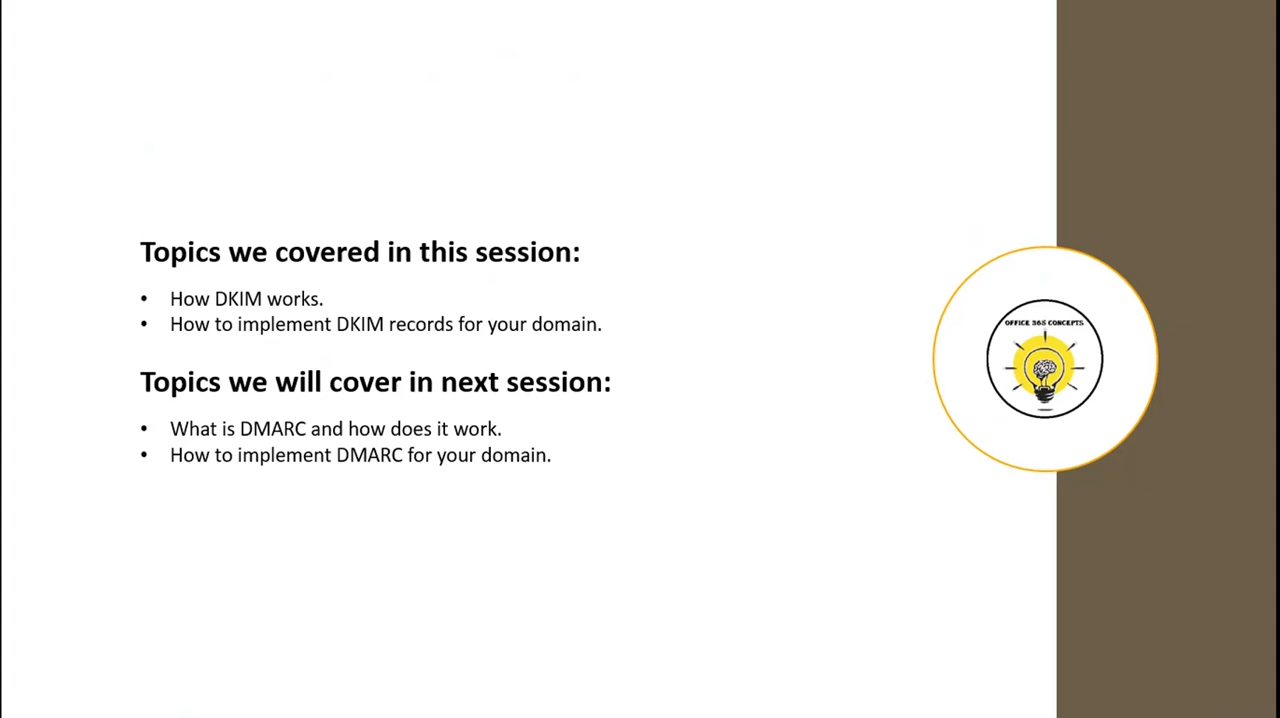 Topics we covered in this session:
• How DKIM works.
• How to implement DKIM records for your domain.
Topics we will cover in next session:
• What is DMARC and how does it work.
• How to implement DMARC for your domain.
OFFICE 365 CONCEPTS